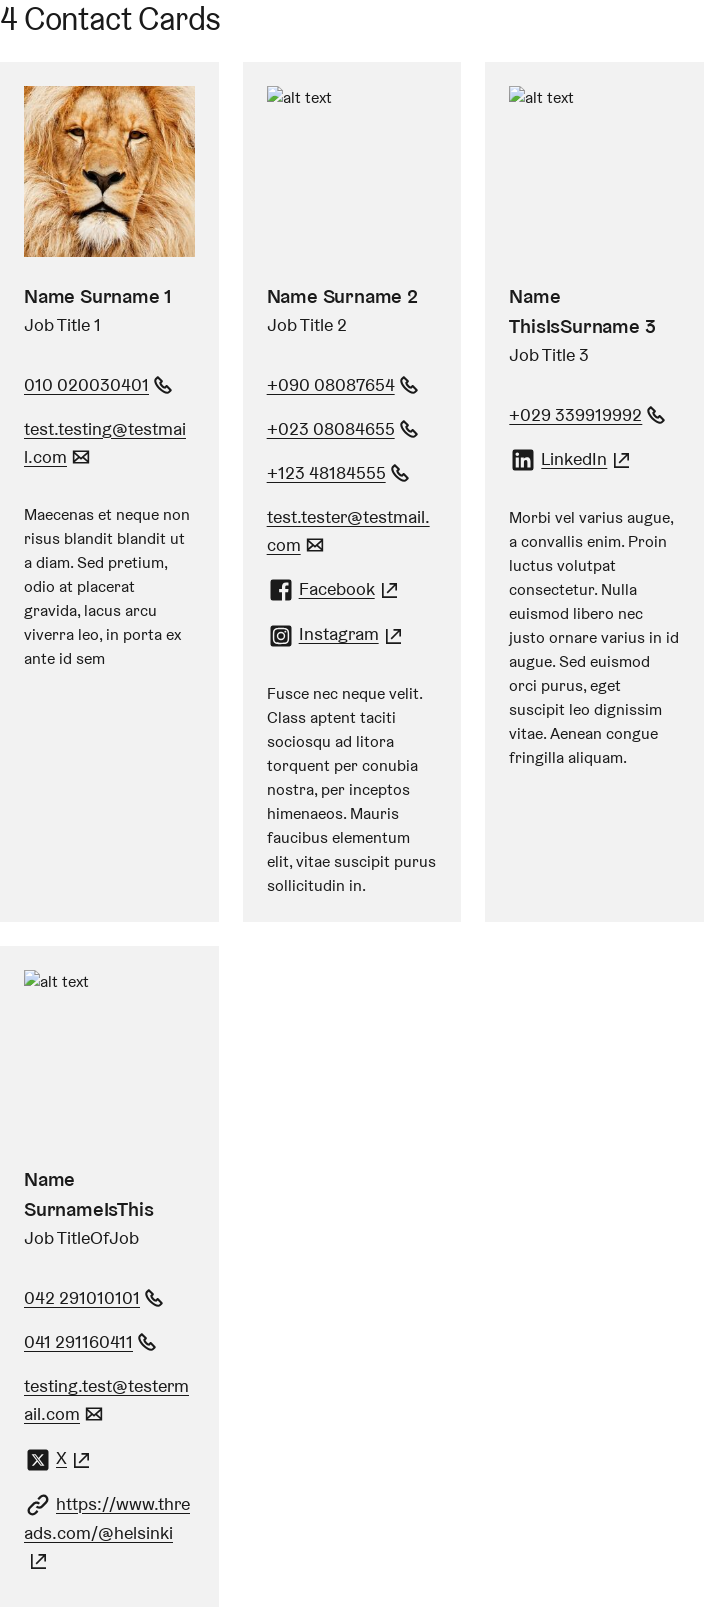 4 Contact Cards
Name Surname 1
Job Title 1
010 020030401
test.testing@testmai
l.com
Maecenas et neque non
risus blandit blandit ut
a diam. Sed pretium,
odio at placerat
gravida, lacus arcu
viverra leo, in porta ex
ante id sem
alt text
Name Surname 2
Job Title 2
+090 08087654
+023 08084655
+123 48184555
test.tester@testmail.
com
Facebook
Instagram
Fusce nec neque velit.
Class aptent taciti
sociosqu ad litora
torquent per conubia
nostra, per inceptos
himenaeos. Mauris
faucibus elementum
elit, vitae suscipit purus
sollicitudin in.
alt text
Name
ThisIsSurname 3
Job Title 3
+029 339919992
LinkedIn
Morbi vel varius augue,
a convallis enim. Proin
luctus volutpat
consectetur. Nulla
euismod libero nec
justo ornare varius in id
augue. Sed euismod
orci purus, eget
suscipit leo dignissim
vitae. Aenean congue
fringilla aliquam.
alt text
Name
SurnameIsThis
Job TitleOfJob
042 291010101
041 291160411
testing.test@testerm
ail.com
X
https://www.thre
ads.com/@helsinki